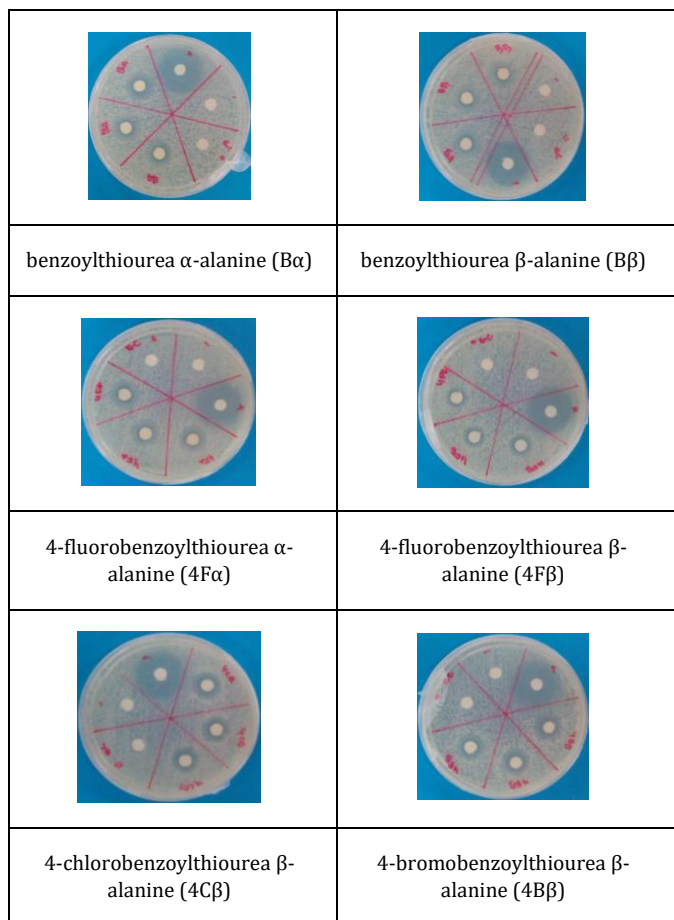 benzoylthiourea α-alanine (Bα)
benzoylthiourea β-alanine (Bβ)
4-fluorobenzoylthiourea α-
alanine (4Fα)
4-fluorobenzoylthiourea β-
alanine (4Fβ)
4-chlorobenzoylthiourea β-
alanine (4Cβ)
4-bromobenzoylthiourea β-
alanine (4Bβ)